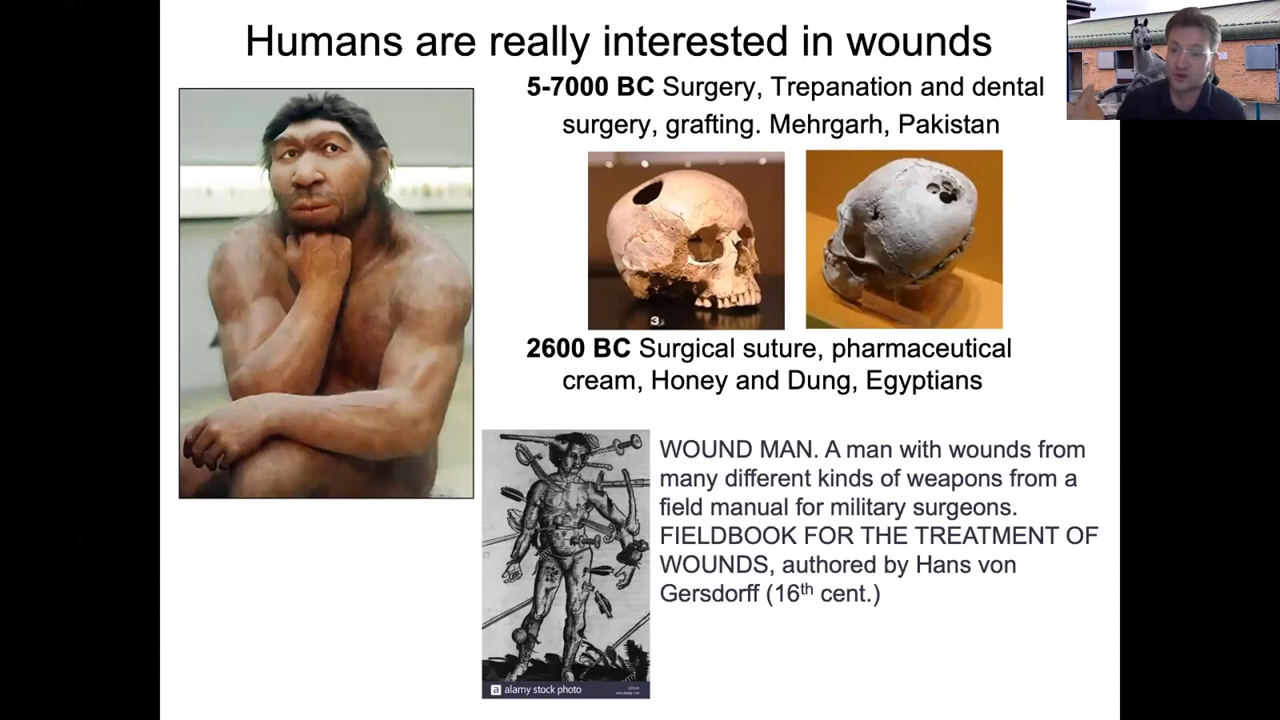 Humans are really interested in wounds
5-7000 BC Surgery, Trepanation and dental
surgery, grafting. Mehrgarh, Pakistan
3
2600 BC Surgical suture, pharmaceutical
cream, Honey and Dung, Egyptians
WOUND MAN. A man with wounds from
many different kinds of weapons from a
field manual for military surgeons.
FIELDBOOK FOR THE TREATMENT OF
WOUNDS, authored by Hans von
Gersdorff (16th cent.)
a alamy stock photo